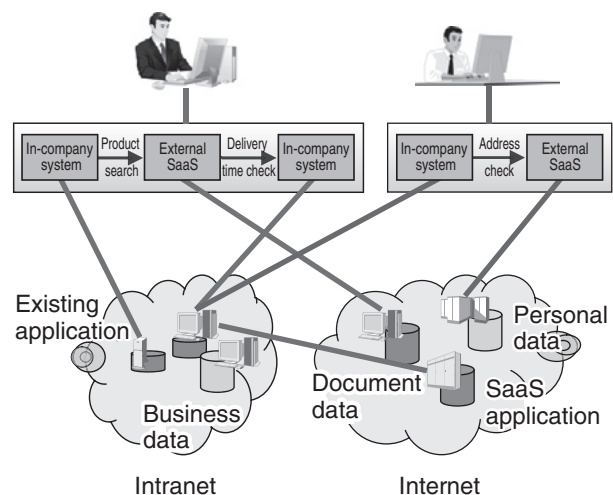 In-company
system
Product
search
External
SaaS
Delivery
time check
In-company
system
In-company
system
Address
check
External
SaaS
Existing
application
Business
data
Document
data
Personal
data
SaaS
application
Intranet
Internet